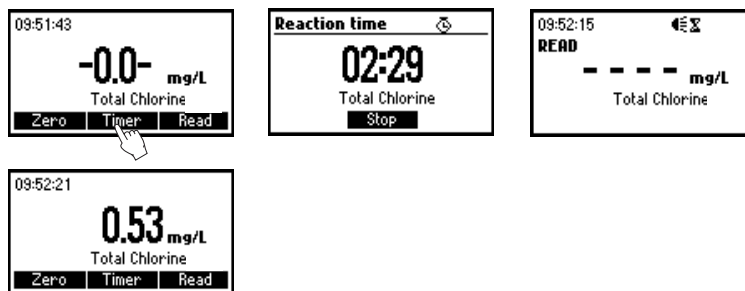 09:51:43
-0.0- mg/L
Total Chlorine
Zero Timer Read
Reaction time
02:29
Total Chlorine
Stop
09:52:15
READ
- - - - mg/L
Total Chlorine
09:52:21
0.53 mg/L
Total Chlorine
Zero Timer Read